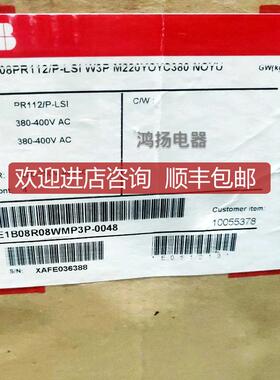 B
08PR112/P-LSI W3P M220YOYC380 NOYU
GW(kg
PR112/P-LSI
C/W :
380-400V AC
380-400V AC
鸿扬电器
欢迎进店咨询 顺丰包邮
E1B08R08WMP3P-0048
Customer item:
10055378
S/N:
XAFE036388